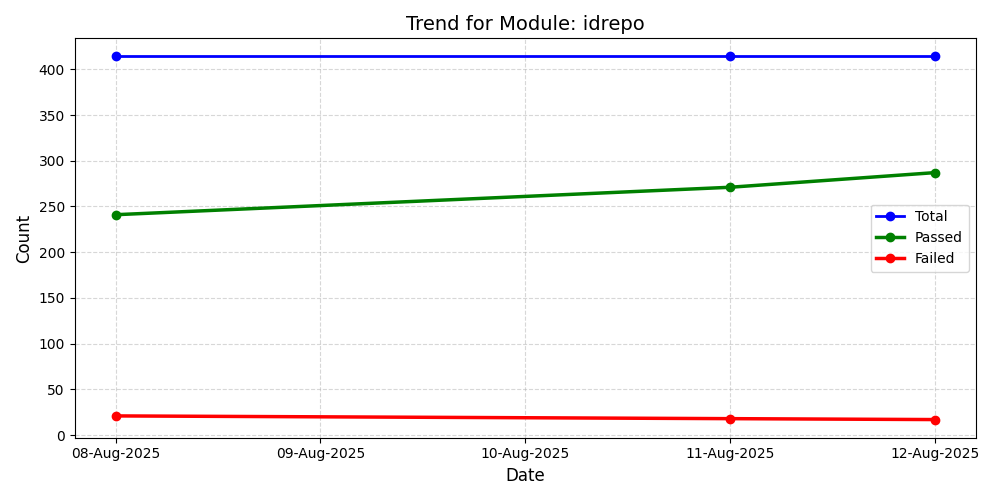 Trend for Module: idrepo
Count
400
350
300
250
200
150
100
50
0
Total
Passed
Failed
08-Aug-2025
09-Aug-2025
10-Aug-2025
11-Aug-2025
12-Aug-2025
Date